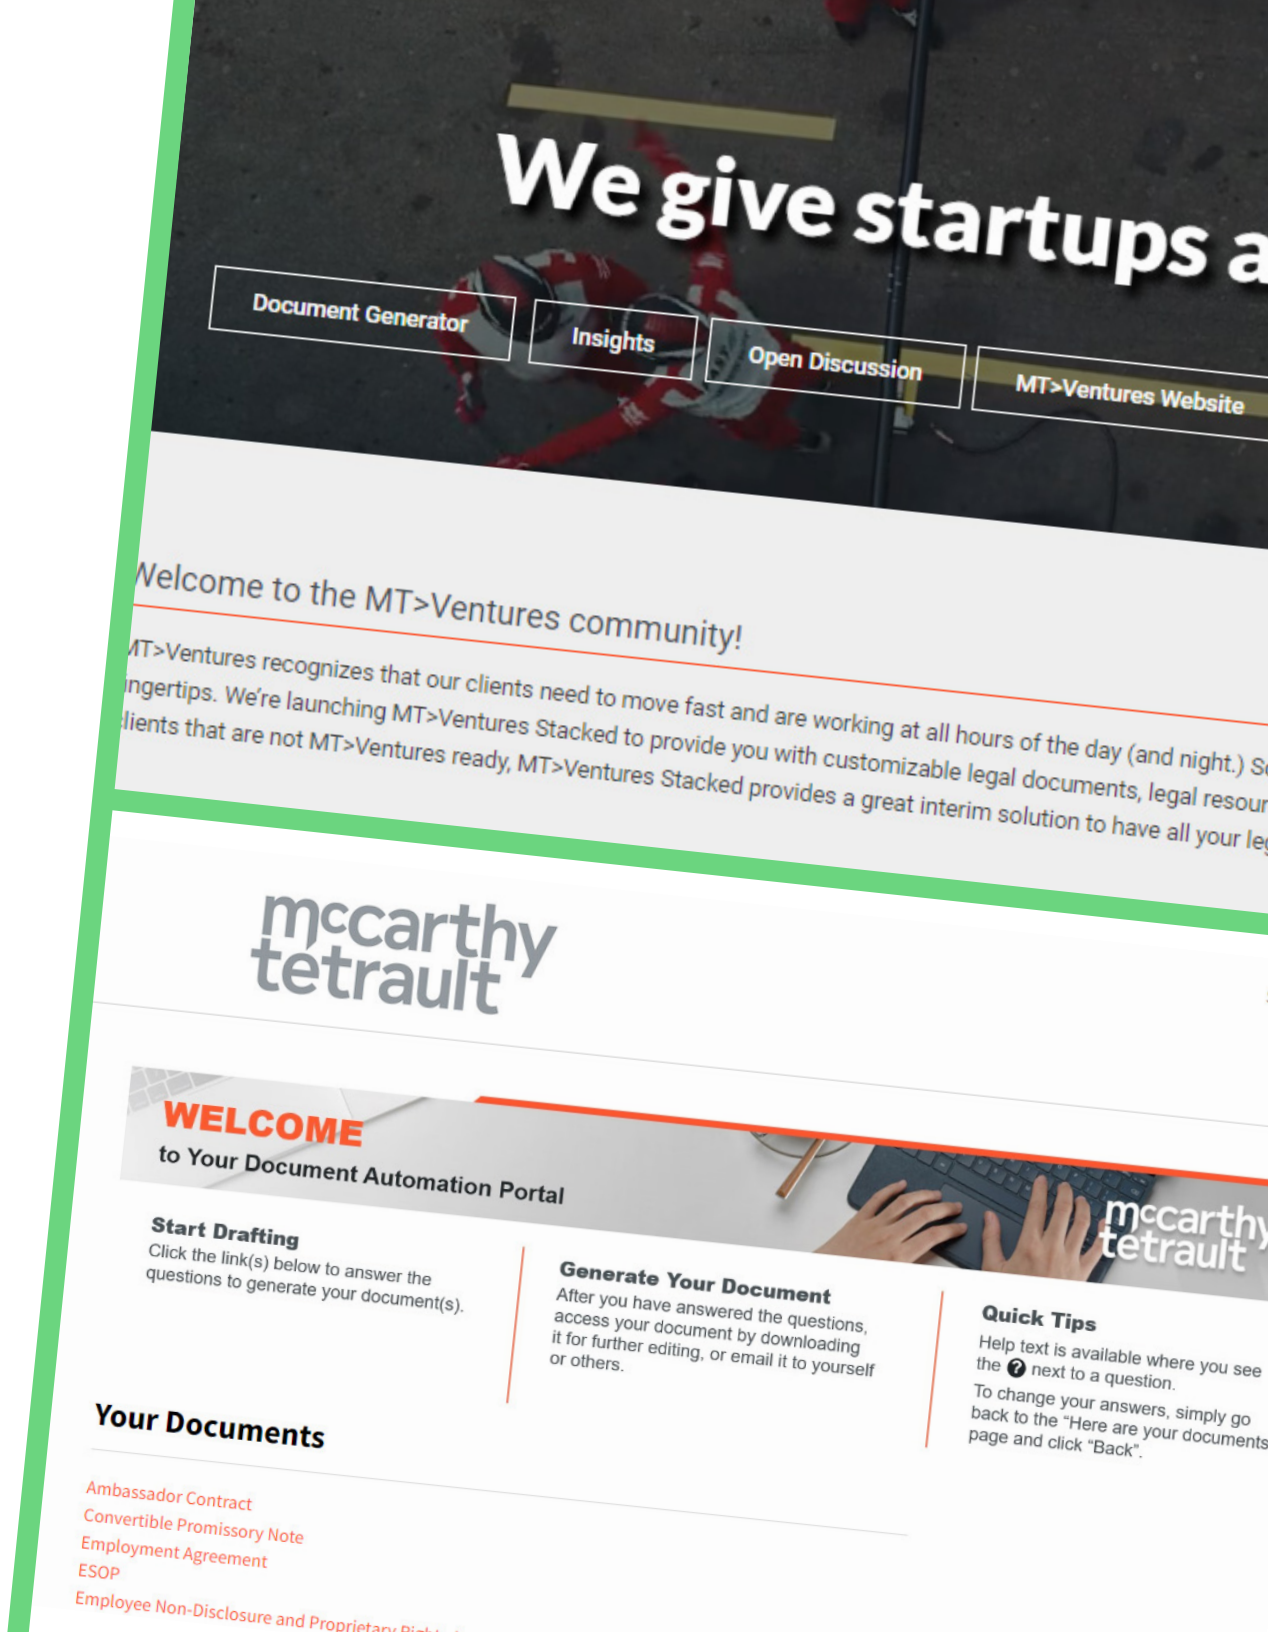 We give startups a
Document Generator
Insights
Open Discussion
MT>Ventures Website
Welcome to the MT>Ventures community!
MT>Ventures recognizes that our clients need to move fast and are working at all hours of the day (and night.)
We’re launching MT>Ventures Stacked to provide you with customizable legal documents, legal
clients that are not MT>Ventures ready, MT>Ventures Stacked provides a great interim solution to have all your
mccarthy
tétrault
WELCOME
to Your Document Automation Portal
mccarthy
tétrault
Start Drafting
Click the link(s) below to answer the
questions to generate your document(s).
Generate Your Document
After you have answered the questions,
access your document by downloading
it for further editing, or email it to yourself
or others.
Quick Tips
Help text is available where you see
the ? next to a question.
To change your answers, simply go
back to the “Here are your documents
page and click “Back”.
Your Documents
Ambassador Contract
Convertible Promissory Note
Employment Agreement
ESOP
Employee Non-Disclosure and Proprietary